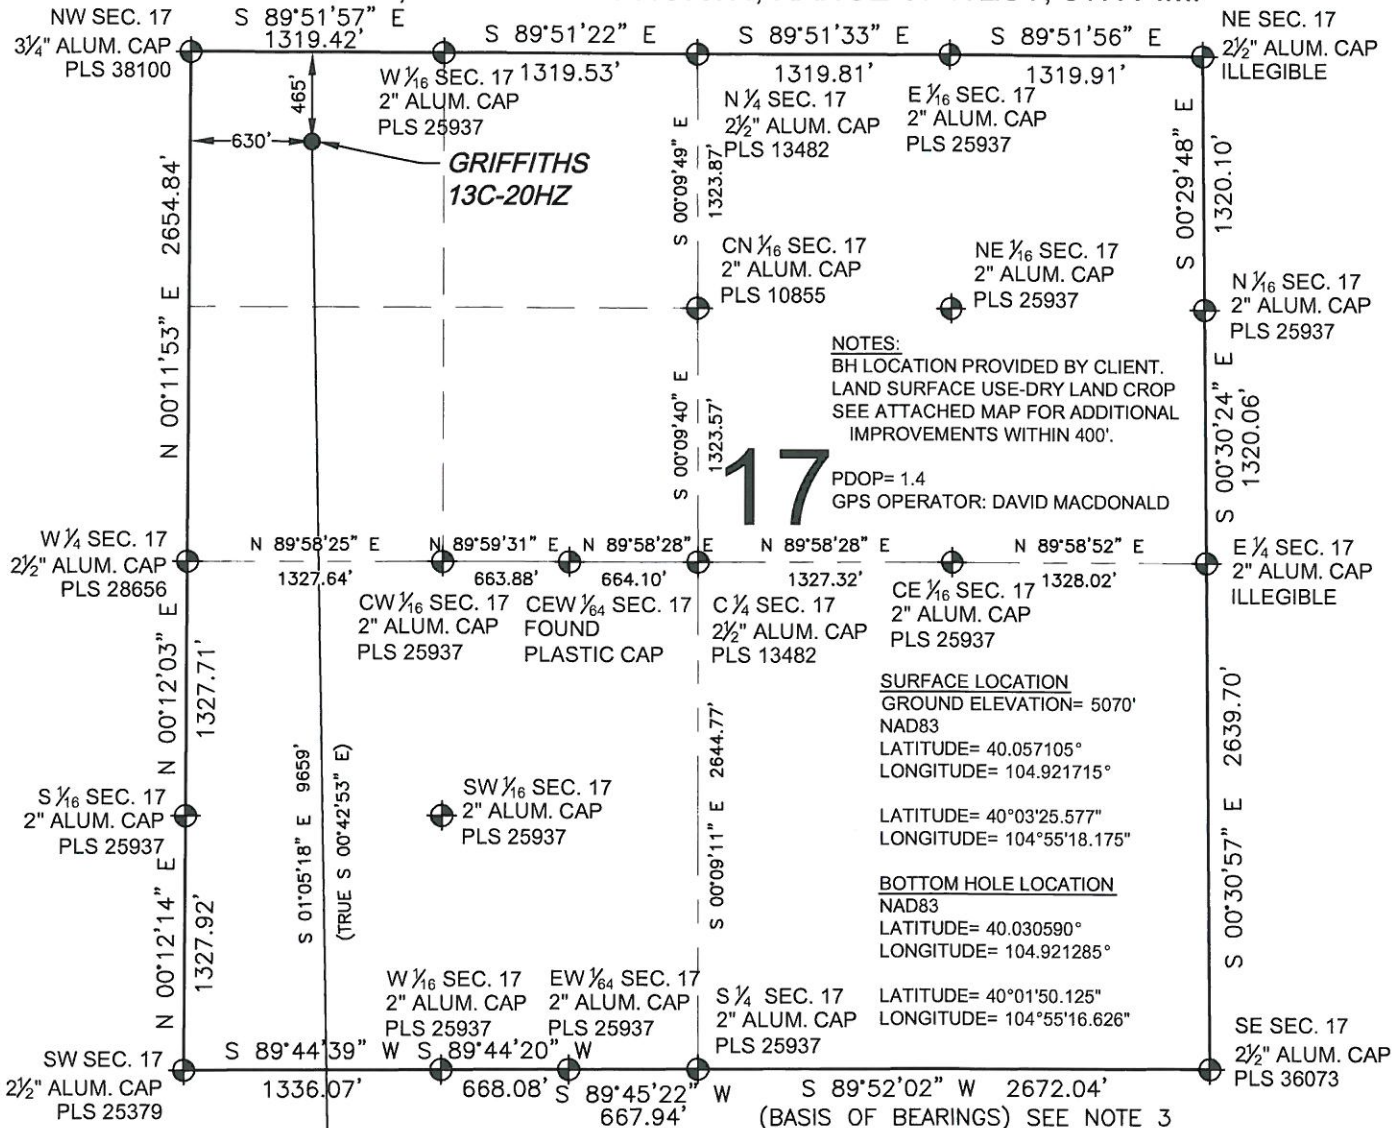 NW SEC. 17
3¼" ALUM. CAP
PLS 38100
S 89°51'57" E
1319.42'
S 89°51'22" E
1319.53'
S 89°51'33" E
1319.81'
S 89°51'56" E
1319.91'
NE SEC. 17
2½" ALUM. CAP
ILLEGIBLE
W 1/16 SEC. 17
2" ALUM. CAP
PLS 25937
N ¼ SEC. 17
2½" ALUM. CAP
PLS 13482
E 1/16 SEC. 17
2" ALUM. CAP
PLS 25937
465'
630'
GRIFFITHS
13C-20HZ
N 00°11'53" E 2654.84'
S 00°09'49" E
1323.87'
S 00°29'48" E
1320.10'
CN 1/16 SEC. 17
2" ALUM. CAP
PLS 10855
NE 1/16 SEC. 17
2" ALUM. CAP
PLS 25937
N 1/16 SEC. 17
2" ALUM. CAP
PLS 25937
NOTES:
BH LOCATION PROVIDED BY CLIENT.
LAND SURFACE USE-DRY LAND CROP
SEE ATTACHED MAP FOR ADDITIONAL
IMPROVEMENTS WITHIN 400'.
S 00°09'40" E
1323.57'
17
PDOP= 1.4
GPS OPERATOR: DAVID MACDONALD
S 00°30'24" E
1320.06'
W ¼ SEC. 17
2½" ALUM. CAP
PLS 28656
N 89°58'25" E
1327.64'
N 89°59'31" E
663.88'
N 89°58'28" E
664.10'
N 89°58'28" E
1327.32'
N 89°58'52" E
1328.02'
E ¼ SEC. 17
2" ALUM. CAP
ILLEGIBLE
CW 1/16 SEC. 17
2" ALUM. CAP
PLS 25937
CEW 1/64 SEC. 17
FOUND
PLASTIC CAP
C ¼ SEC. 17
2½" ALUM. CAP
PLS 13482
CE 1/16 SEC. 17
2" ALUM. CAP
PLS 25937
N 00°12'03" E
1327.71'
SURFACE LOCATION
GROUND ELEVATION= 5070'
NAD83
LATITUDE= 40.057105°
LONGITUDE= 104.921715°
LATITUDE= 40°03'25.577"
LONGITUDE= 104°55'18.175"
BOTTOM HOLE LOCATION
NAD83
LATITUDE= 40.030590°
LONGITUDE= 104.921285°
LATITUDE= 40°01'50.125"
LONGITUDE= 104°55'16.626"
S 1/16 SEC. 17
2" ALUM. CAP
PLS 25937
SW 1/16 SEC. 17
2" ALUM. CAP
PLS 25937
S 01°05'18" E 9659'
(TRUE S 00°42'53" E)
S 00°09'11" E 2644.77'
S 00°30'57" E 2639.70'
N 00°12'14" E
1327.92'
W 1/16 SEC. 17
2" ALUM. CAP
PLS 25937
EW 1/64 SEC. 17
2" ALUM. CAP
PLS 25937
S ¼ SEC. 17
2" ALUM. CAP
PLS 25937
SW SEC. 17
2½" ALUM. CAP
PLS 25379
S 89°44'39" W
1336.07'
S 89°44'20" W
668.08'
S 89°45'22" W
667.94'
S 89°52'02" W 2672.04'
(BASIS OF BEARINGS) SEE NOTE 3
SE SEC. 17
2½" ALUM. CAP
PLS 36073